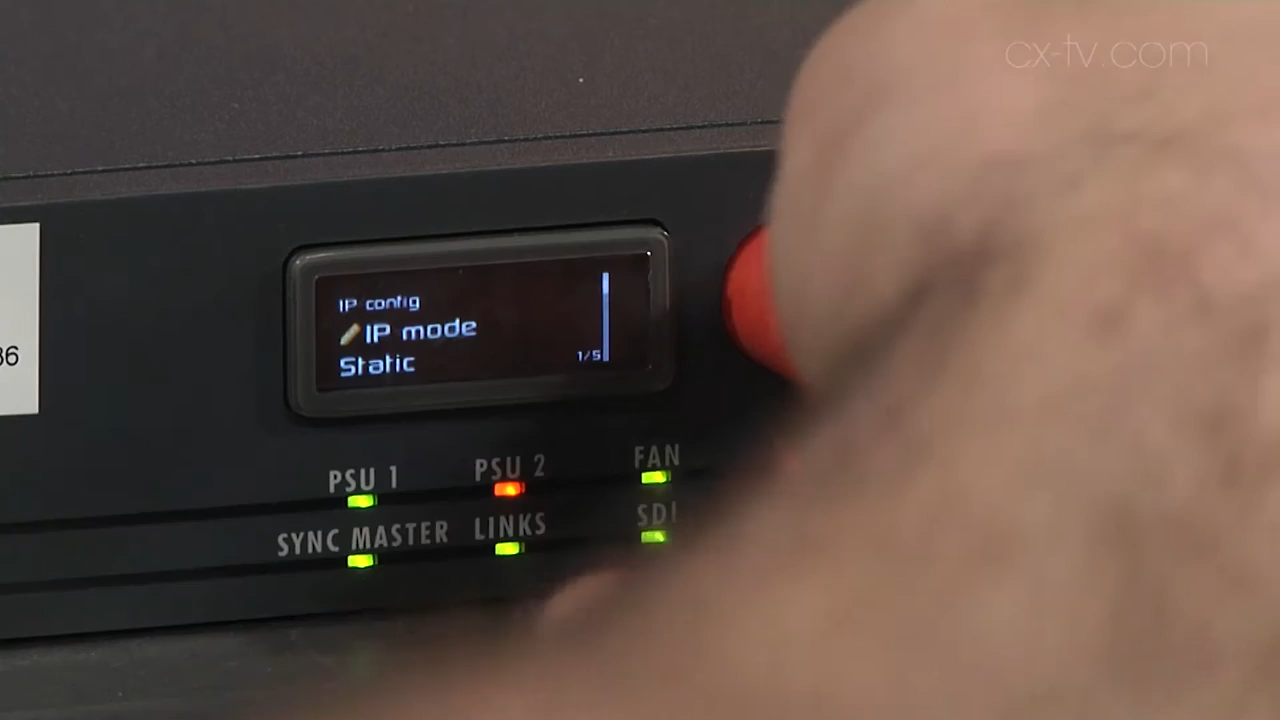 cx-tv.com
36
IP config
IP mode
Static
1/5
PSU 1
PSU 2
FAN
SYNC MASTER
LINKS
SDI